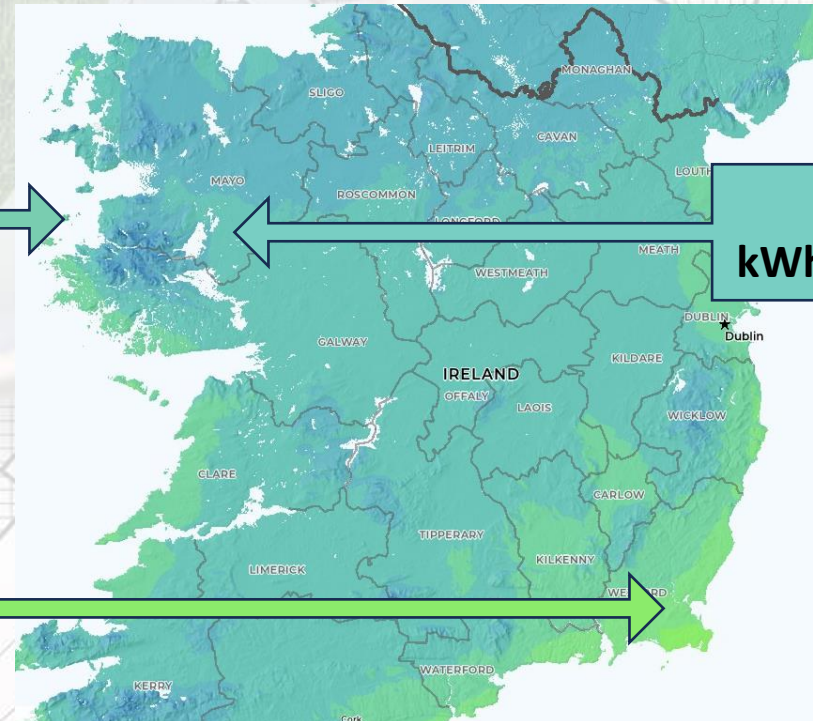 MONAGHAN
SLIGO
LEITRIM
CAVAN
LOUTH
MAYO
ROSCOMMON
MEATH
kWh
WESTMEATH
DUBLIN
Dublin
GALWAY
KILDARE
IRELAND
OFFALY
LAOIS
WICKLOW
CLARE
CARLOW
TIPPERARY
KILKENNY
LIMERICK
WATERFORD
KERRY
Cork